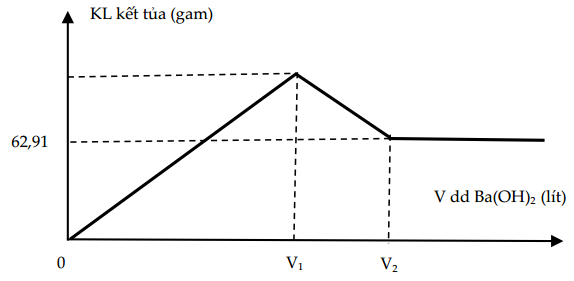 KL kết tủa (gam)
62,91
V dd Ba(OH)₂ (lít)
0
V₁
V₂